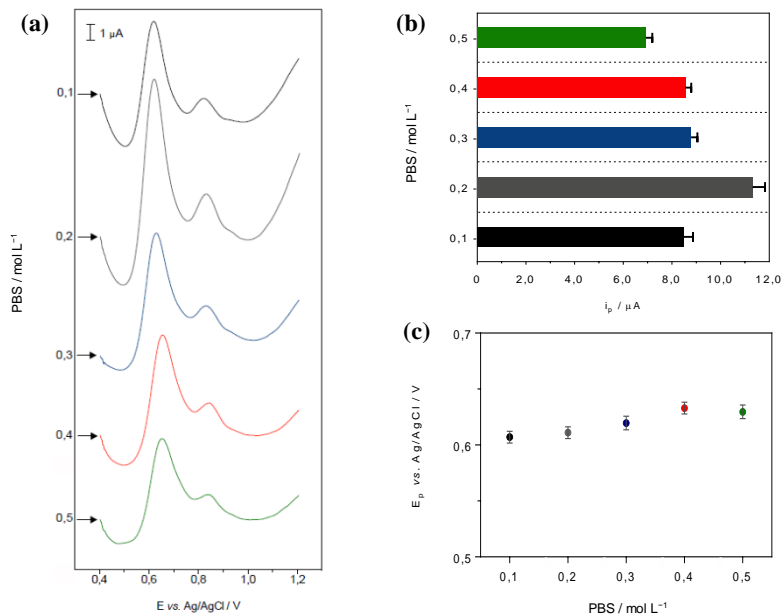 (a)
1 µA
0,1
0,2
0,3
0,4
0,5
PBS / mol L⁻¹
0,4 0,6 0,8 1,0 1,2
E vs. Ag/AgCl / V
(b)
0,5
0,4
0,3
0,2
0,1
PBS / mol L⁻¹
0 2,0 4,0 6,0 8,0 10,0 12,0
iₚ / µA
(c)
0,7
0,6
0,5
Eₚ vs. Ag/AgCl / V
0,1 0,2 0,3 0,4 0,5
PBS / mol L⁻¹